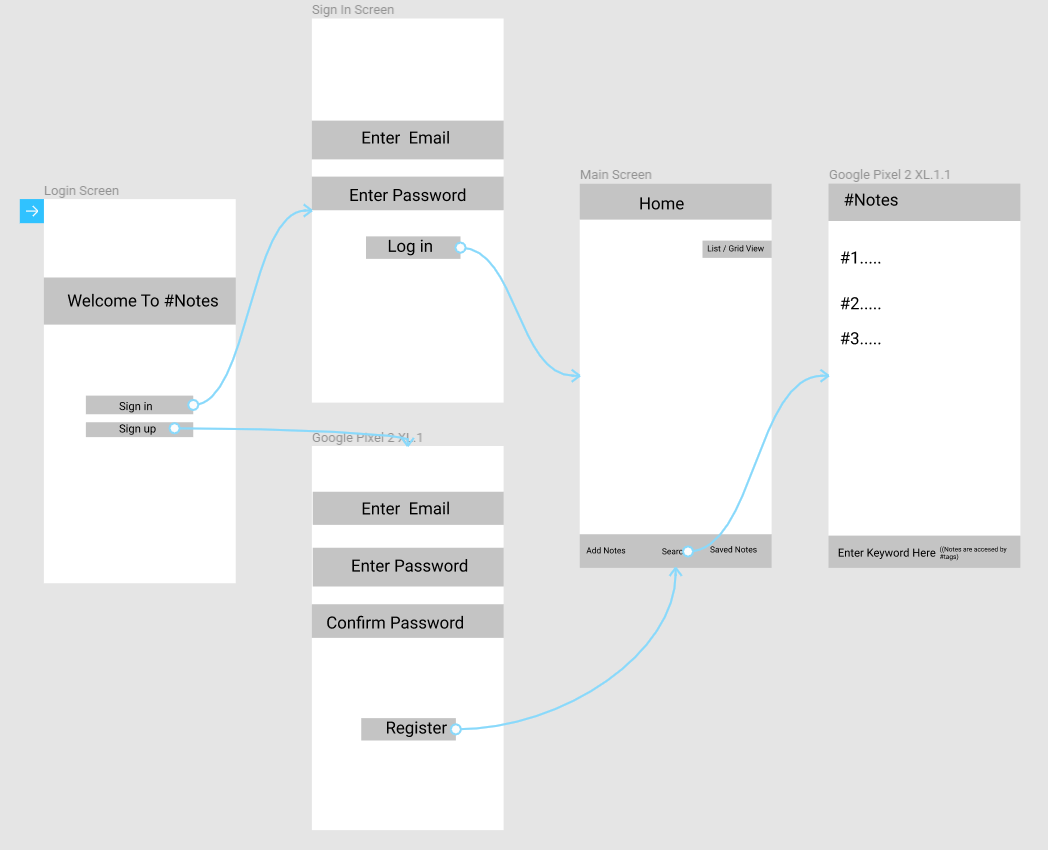 Sign In Screen
Enter Email
Enter Password
Log in
Login Screen
Welcome To #Notes
Sign in
Sign up
Google Pixel 2 XL.1
Enter Email
Enter Password
Confirm Password
Register
Main Screen
Home
List / Grid View
Add Notes
Searc
Saved Notes
Google Pixel 2 XL.1.1
#Notes
#1.....
#2.....
#3.....
Enter Keyword Here
((Notes are accesed by
#tags)